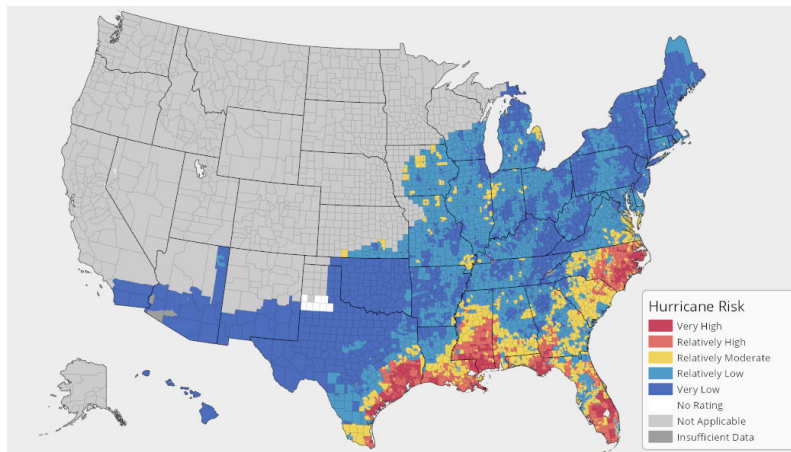 Hurricane Risk
Very High
Relatively High
Relatively Moderate
Relatively Low
Very Low
No Rating
Not Applicable
Insufficient Data